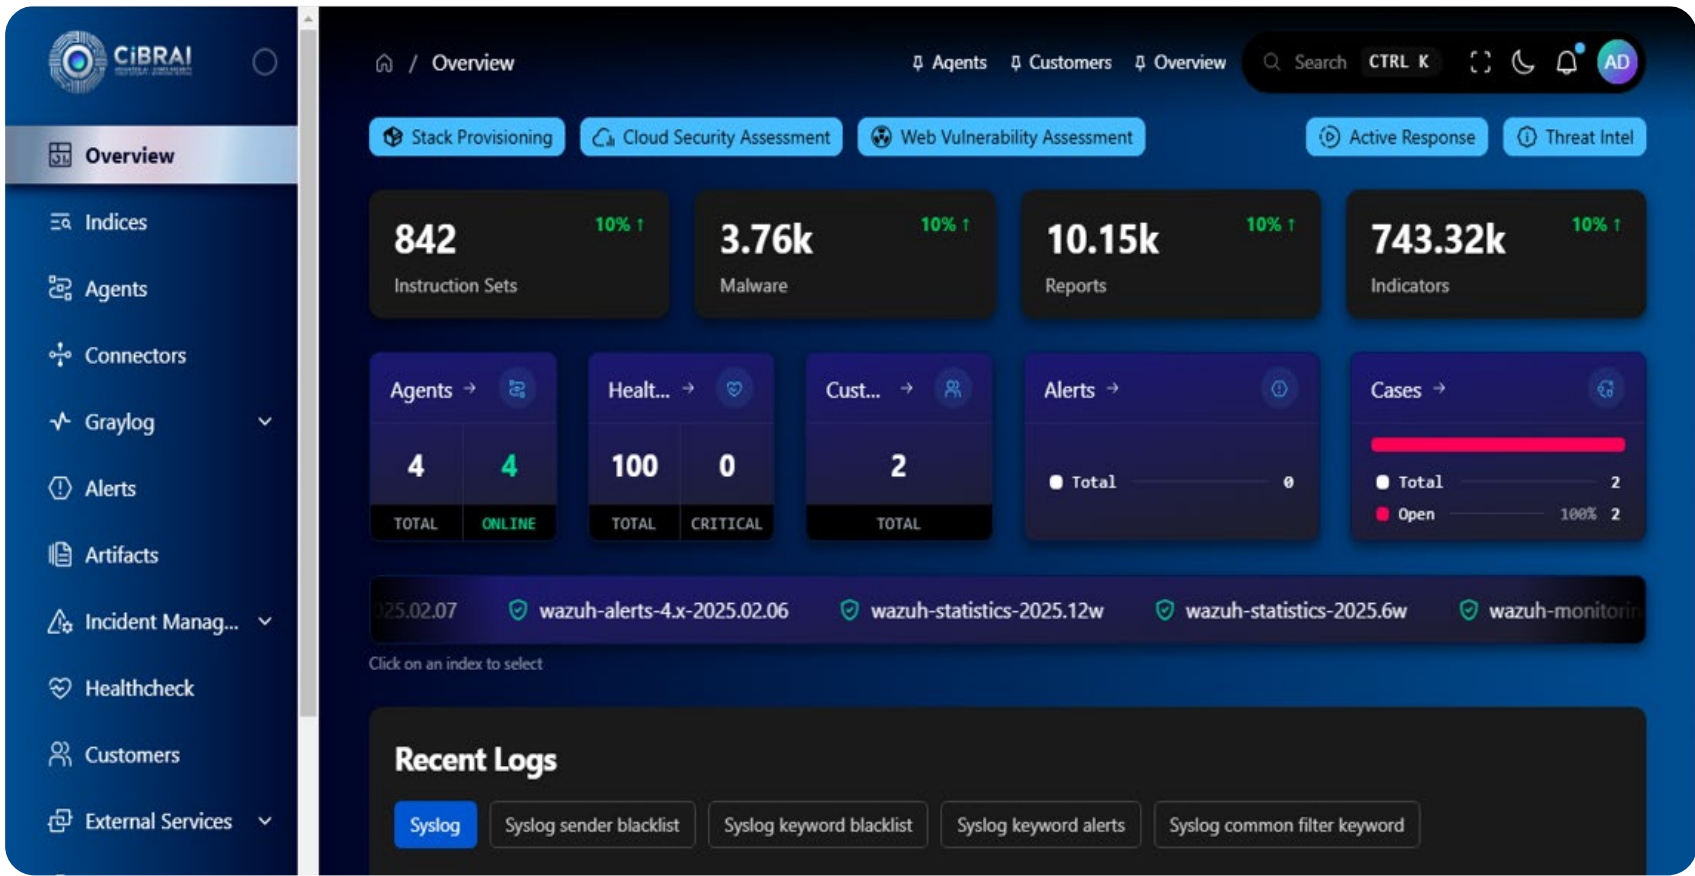 CiBRAI
Overview
Indices
Agents
Connectors
Graylog
Alerts
Artifacts
Incident Manag...
Healthcheck
Customers
External Services
/ Overview
Agents Customers Overview Search CTRL K AD
Stack Provisioning Cloud Security Assessment Web Vulnerability Assessment Active Response Threat Intel
842 10% ↑
Instruction Sets
3.76k 10% ↑
Malware
10.15k 10% ↑
Reports
743.32k 10% ↑
Indicators
Agents →
4 4
TOTAL ONLINE
Healt... →
100 0
TOTAL CRITICAL
Cust... →
2
TOTAL
Alerts →
Total 0
Cases →
Total 2
Open 100% 2
025.02.07 wazuh-alerts-4.x-2025.02.06 wazuh-statistics-2025.12w wazuh-statistics-2025.6w wazuh-monitorin
Click on an index to select
Recent Logs
Syslog Syslog sender blacklist Syslog keyword blacklist Syslog keyword alerts Syslog common filter keyword